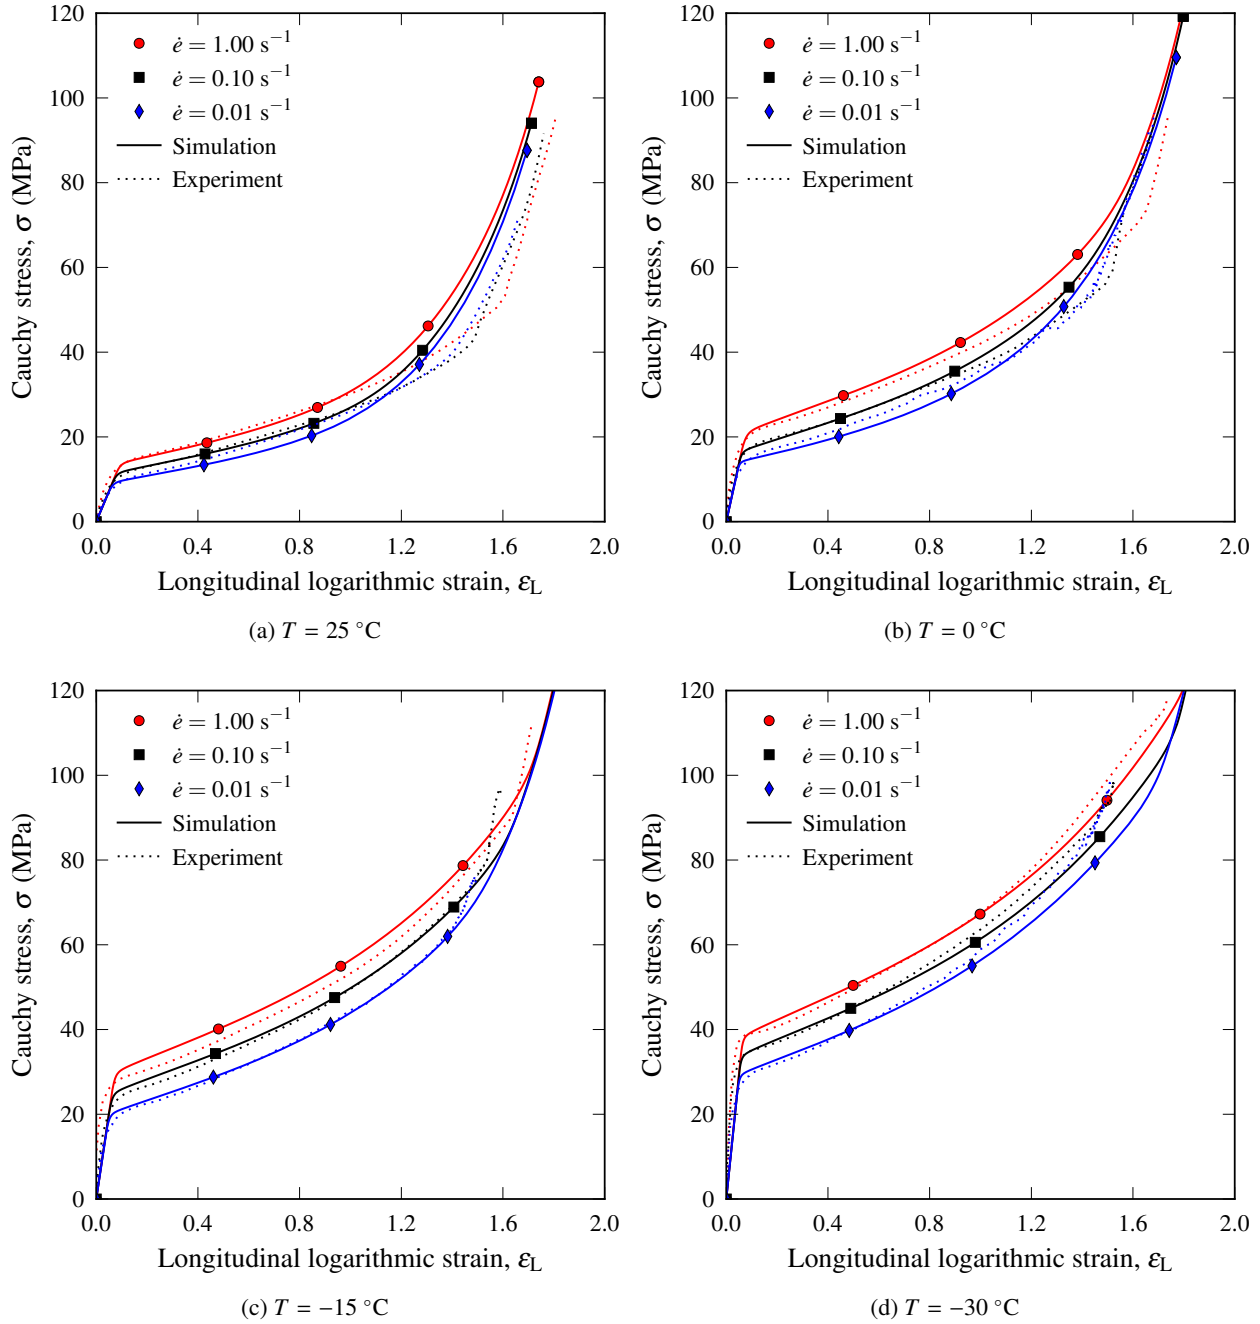 120
100
80
60
40
20
0
Cauchy stress, σ (MPa)
ė = 1.00 s⁻¹
ė = 0.10 s⁻¹
ė = 0.01 s⁻¹
Simulation
Experiment
0.0 0.4 0.8 1.2 1.6 2.0
Longitudinal logarithmic strain, ε_L
(a) T = 25 °C
120
100
80
60
40
20
0
Cauchy stress, σ (MPa)
ė = 1.00 s⁻¹
ė = 0.10 s⁻¹
ė = 0.01 s⁻¹
Simulation
Experiment
0.0 0.4 0.8 1.2 1.6 2.0
Longitudinal logarithmic strain, ε_L
(b) T = 0 °C
120
100
80
60
40
20
0
Cauchy stress, σ (MPa)
ė = 1.00 s⁻¹
ė = 0.10 s⁻¹
ė = 0.01 s⁻¹
Simulation
Experiment
0.0 0.4 0.8 1.2 1.6 2.0
Longitudinal logarithmic strain, ε_L
(c) T = −15 °C
120
100
80
60
40
20
0
Cauchy stress, σ (MPa)
ė = 1.00 s⁻¹
ė = 0.10 s⁻¹
ė = 0.01 s⁻¹
Simulation
Experiment
0.0 0.4 0.8 1.2 1.6 2.0
Longitudinal logarithmic strain, ε_L
(d) T = −30 °C